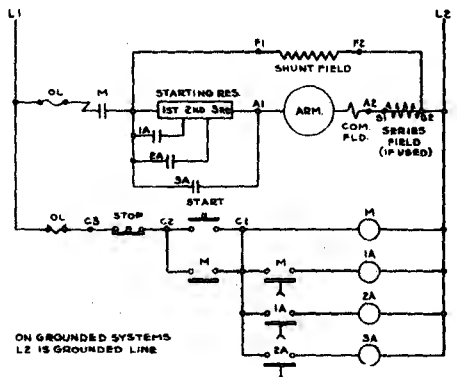 L1
L2
F1
F2
SHUNT FIELD
OL
M
STARTING RES.
1ST 2ND 3RD
A1
ARM.
A2
S1
S2
COM.
FLD.
SERIES
FIELD
(IF USED)
1A
2A
3A
OL
C3
STOP
C2
START
C1
M
M
M
1A
1A
2A
2A
3A
ON GROUNDED SYSTEMS
L2 IS GROUNDED LINE